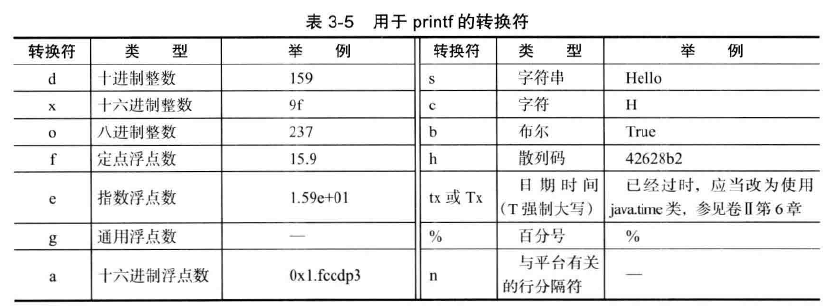 表 3-5 用于 printf 的转换符
转换符 类 型 举 例 转换符 类 型 举 例
d 十进制整数 159 s 字符串 Hello
x 十六进制整数 9f c 字符 H
o 八进制整数 237 b 布尔 True
f 定点浮点数 15.9 h 散列码 42628b2
e 指数浮点数 1.59e+01 tx 或 Tx 日期时间 已经过时，应当改为使用
（T 强制大写） java.time 类，参见卷Ⅱ第 6 章
g 通用浮点数 — % 百分号 %
a 十六进制浮点数 0x1.fccdp3 n 与平台有关 —
的行分隔符